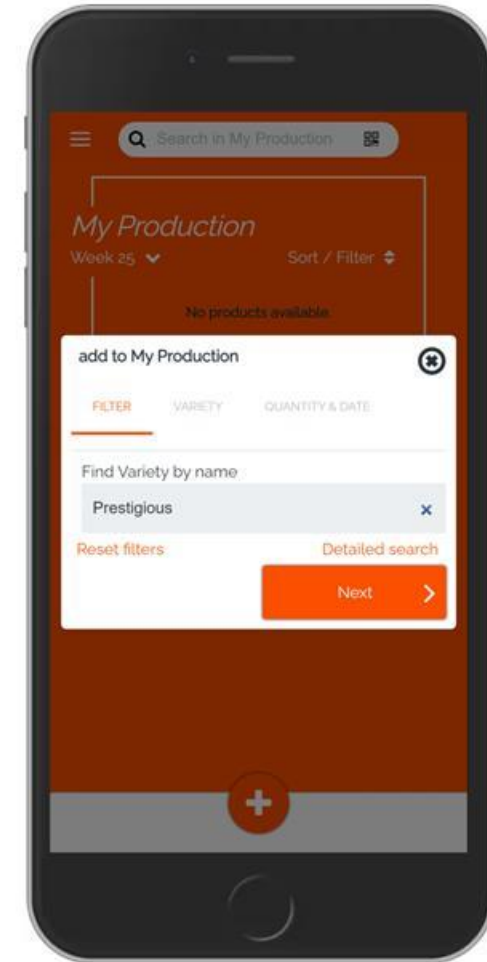 Search in My Production
My Production
Week 25
Sort / Filter
No products available.
add to My Production
FILTER VARIETY QUANTITY & DATE
Find Variety by name
Prestigious
Reset filters Detailed search
Next